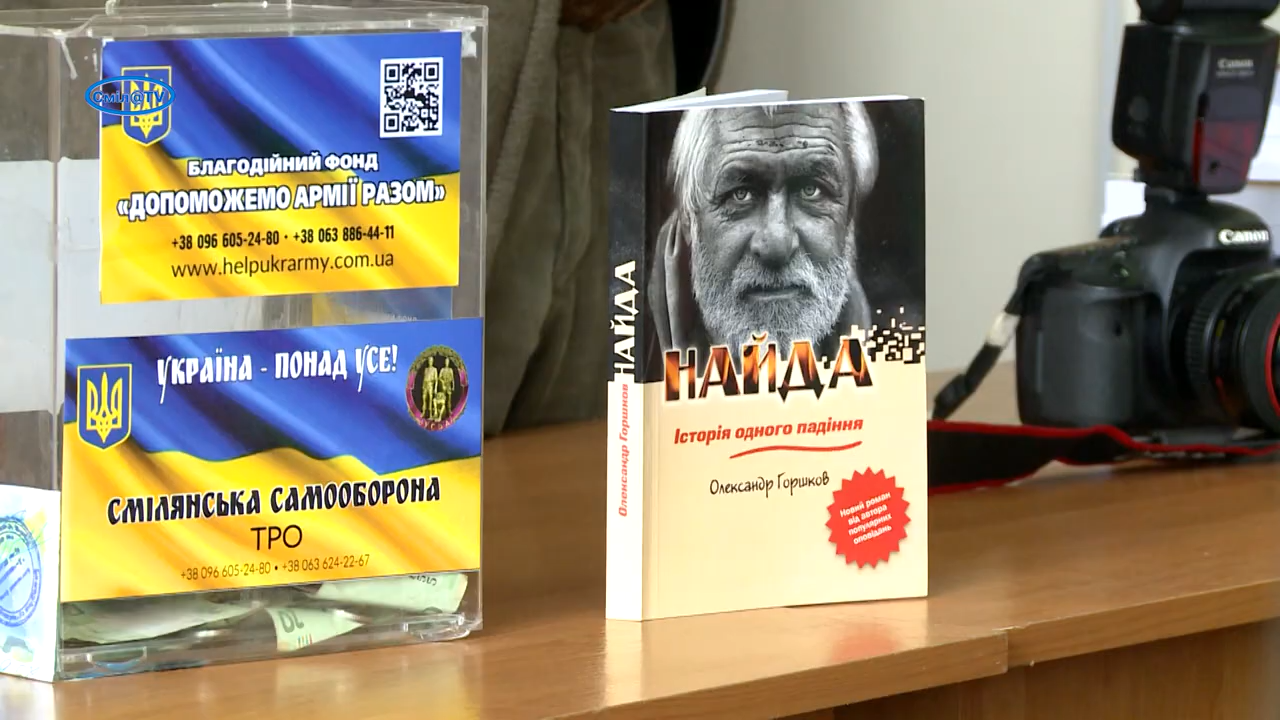 Сміл@TV
БЛАГОДІЙНИЙ ФОНД
«ДОПОМОЖЕМО АРМІЇ РАЗОМ»
+38 096 605-24-80 • +38 063 886-44-11
www.helpukrarmy.com.ua
УКРАЇНА - ПОНАД УСЕ!
СМІЛЯНСЬКА САМООБОРОНА
ТРО
+38 096 605-24-80 • +38 063 624-22-67
Олександр Горшков
НАЙДА
НАЙДА
Історія одного падіння
Олександр Горшков
Новий роман
від автора
популярних
оповідань
Canon
Canon